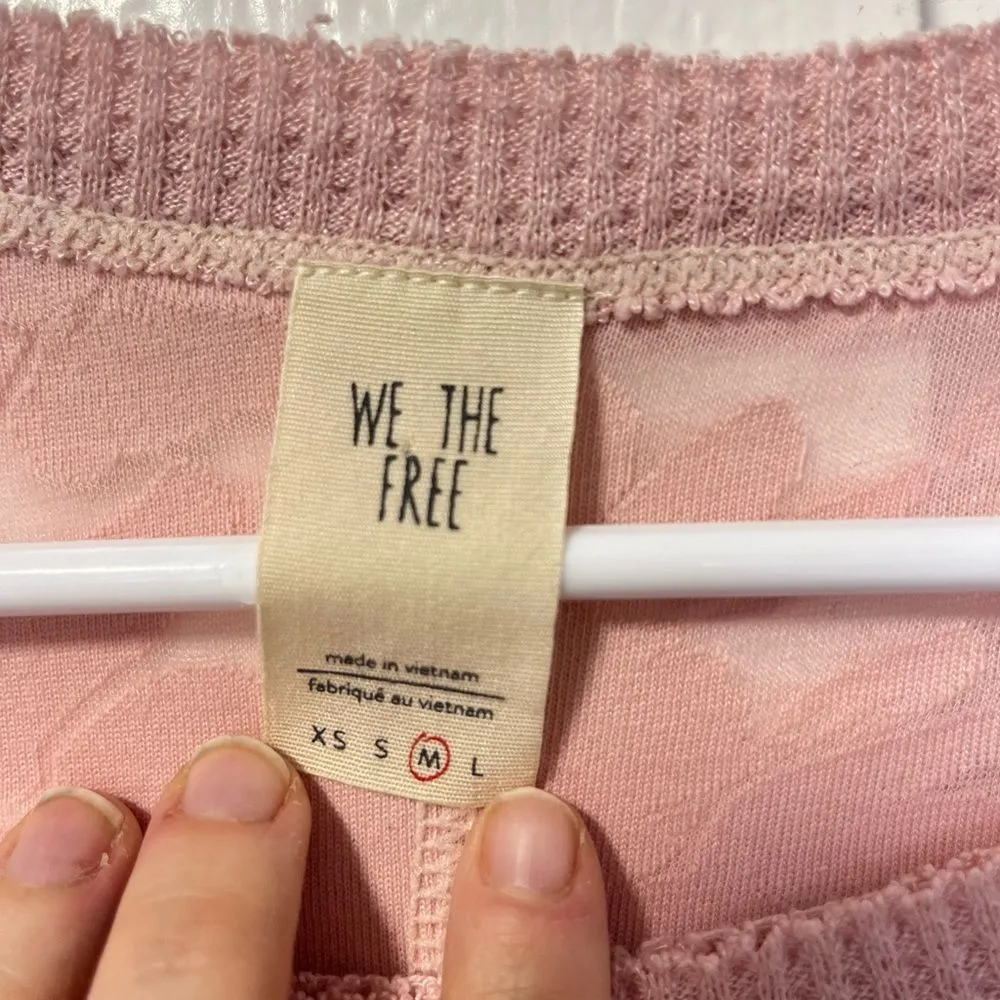 WE THE
FREE
made in vietnam
fabriqué au vietnam
XS S M L